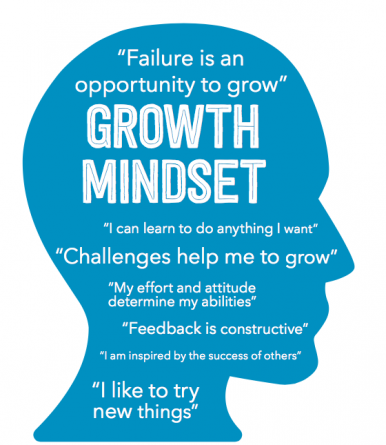 “Failure is an
opportunity to grow”
GROWTH
MINDSET
“I can learn to do anything I want”
“Challenges help me to grow”
“My effort and attitude
determine my abilities”
“Feedback is constructive”
“I am inspired by the success of others”
“I like to try
new things”